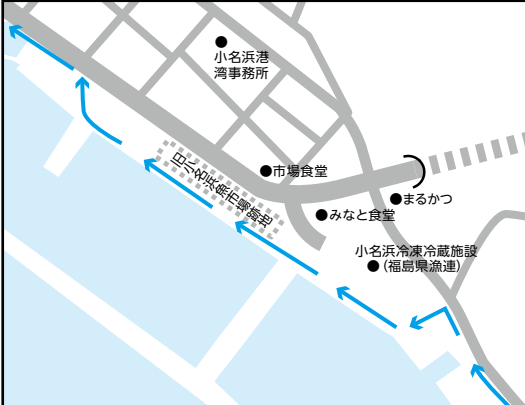 小名浜港
湾事務所
市場食堂
旧小名浜魚市場跡地
まるかつ
みなと食堂
小名浜冷凍冷蔵施設
(福島県漁連)